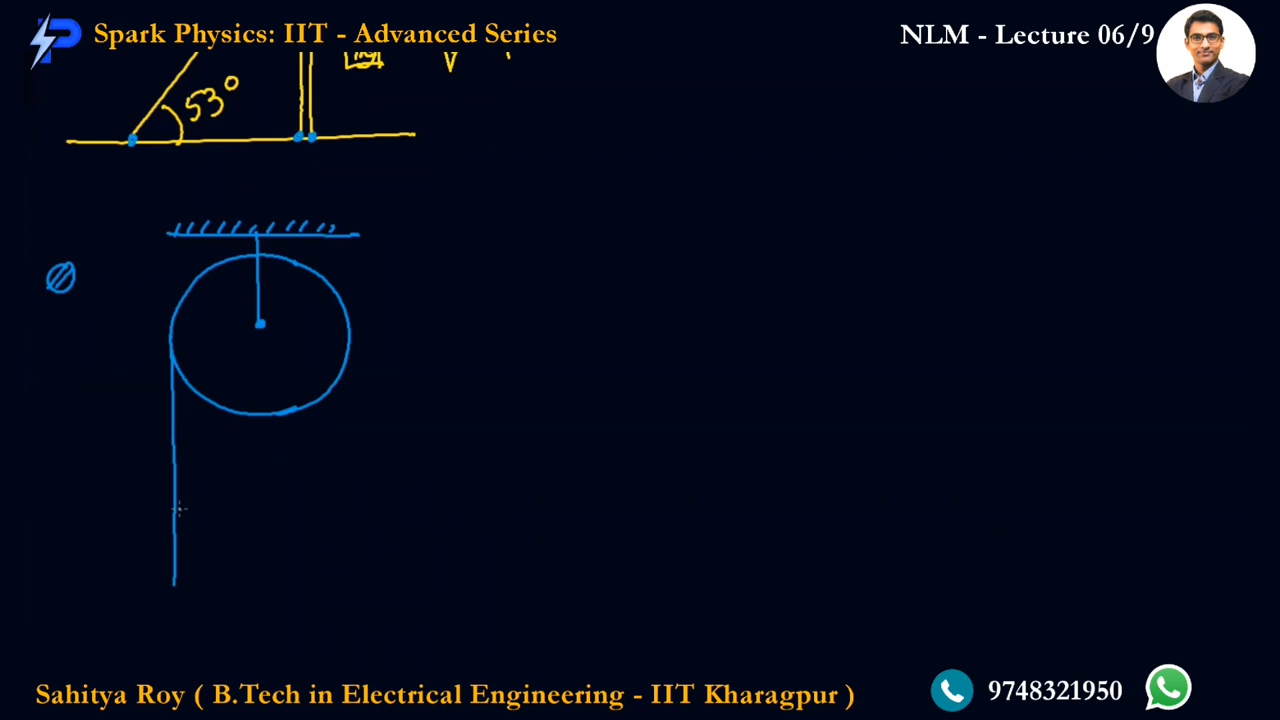 Spark Physics: IIT - Advanced Series
NLM - Lecture 06/9
53°
Sahitya Roy ( B.Tech in Electrical Engineering - IIT Kharagpur )
9748321950